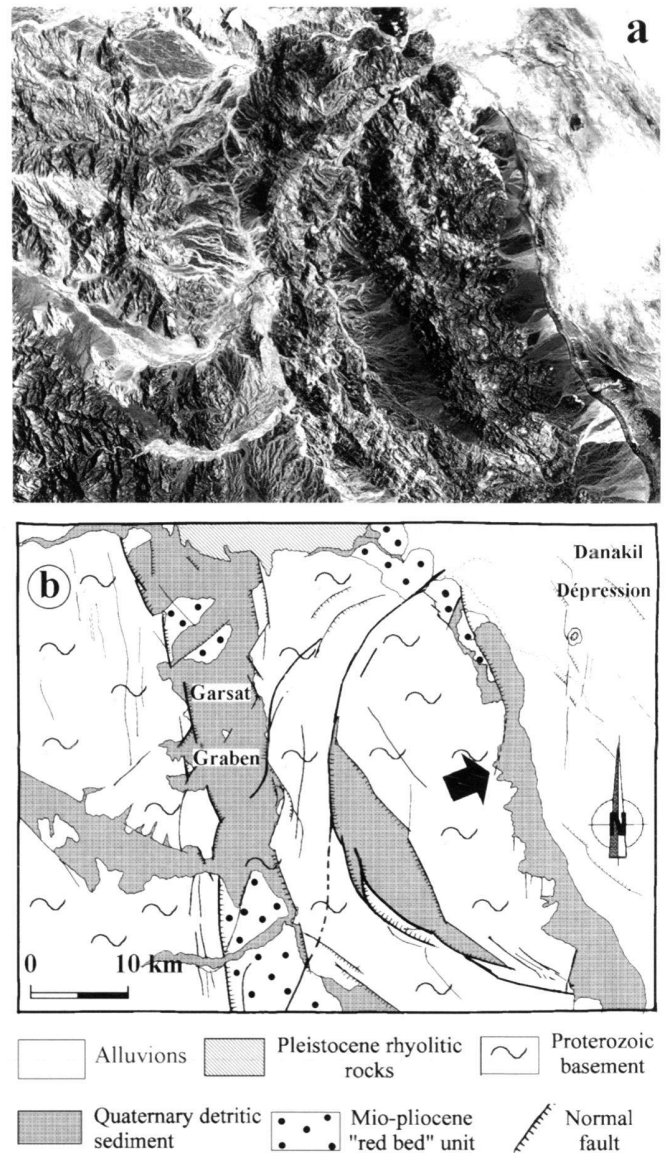 a
b
Danakil
Dépression
Garsat
Graben
N
0 10 km
Alluvions
Pleistocene rhyolitic
rocks
Proterozoic
basement
Quaternary detritic
sediment
Mio-pliocene
"red bed" unit
Normal
fault